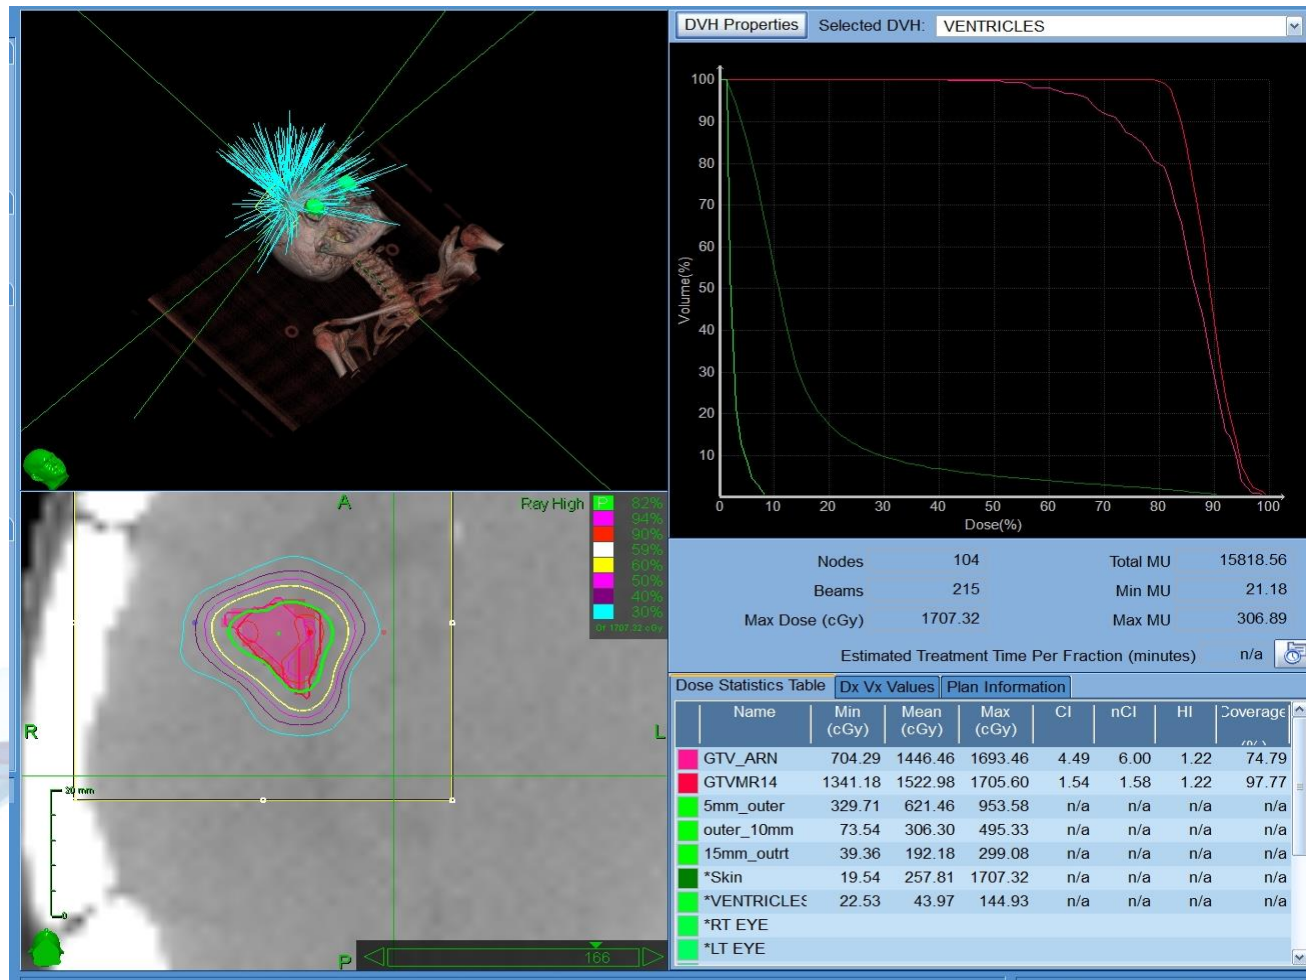 DVH Properties Selected DVH: VENTRICLES
100
90
80
70
60
50
40
30
20
10
Volume(%)
0 10 20 30 40 50 60 70 80 90 100
Dose(%)
A
R
L
P
Ray High
P 82%
94%
90%
59%
60%
50%
40%
30%
Of 1707.32 cGy
20 mm
0
166
Nodes 104 Total MU 15818.56
Beams 215 Min MU 21.18
Max Dose (cGy) 1707.32 Max MU 306.89
Estimated Treatment Time Per Fraction (minutes) n/a
Dose Statistics Table Dx Vx Values Plan Information
Name Min (cGy) Mean (cGy) Max (cGy) CI nCI HI Coverage
GTV_ARN 704.29 1446.46 1693.46 4.49 6.00 1.22 74.79
GTVMR14 1341.18 1522.98 1705.60 1.54 1.58 1.22 97.77
5mm_outer 329.71 621.46 953.58 n/a n/a n/a n/a
outer_10mm 73.54 306.30 495.33 n/a n/a n/a n/a
15mm_outrt 39.36 192.18 299.08 n/a n/a n/a n/a
*Skin 19.54 257.81 1707.32 n/a n/a n/a n/a
*VENTRICLES 22.53 43.97 144.93 n/a n/a n/a n/a
*RT EYE
*LT EYE